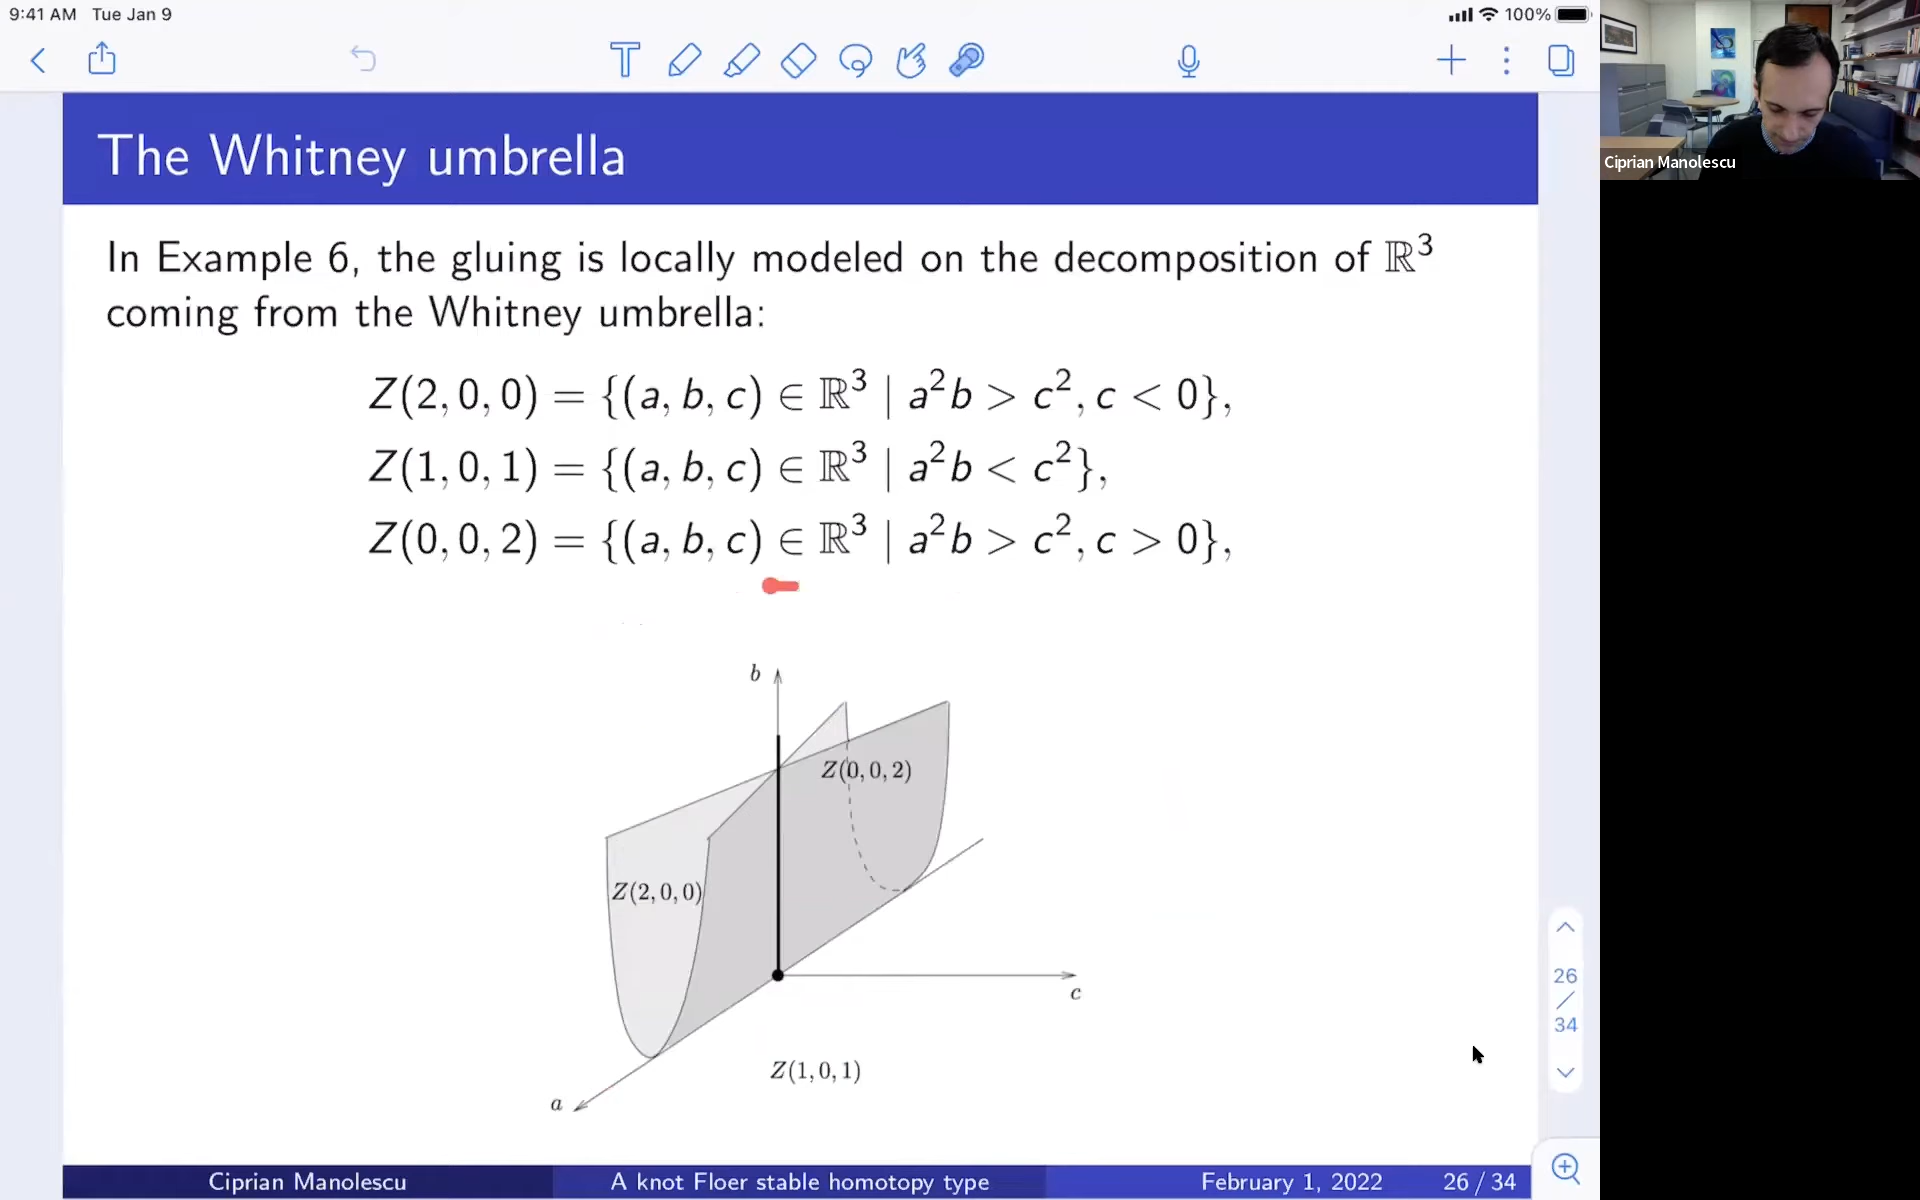 9:41 AM Tue Jan 9
100%
Ciprian Manolescu
The Whitney umbrella
In Example 6, the gluing is locally modeled on the decomposition of ℝ³
coming from the Whitney umbrella:
Z(2, 0, 0) = {(a, b, c) ∈ ℝ³ | a²b > c², c < 0},
Z(1, 0, 1) = {(a, b, c) ∈ ℝ³ | a²b < c²},
Z(0, 0, 2) = {(a, b, c) ∈ ℝ³ | a²b > c², c > 0},
b
Z(0, 0, 2)
Z(2, 0, 0)
c
Z(1, 0, 1)
a
26
/
34
Ciprian Manolescu A knot Floer stable homotopy type February 1, 2022 26 / 34